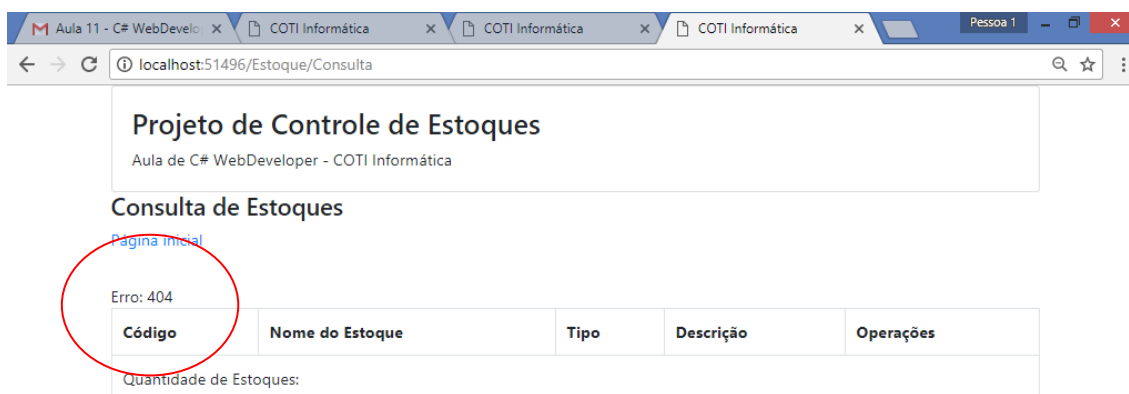 Aula 11 - C# WebDevelo
COTI Informática
COTI Informática
COTI Informática
Pessoa 1
localhost:51496/Estoque/Consulta
Projeto de Controle de Estoques
Aula de C# WebDeveloper - COTI Informática
Consulta de Estoques
Página inicial
Erro: 404
Código Nome do Estoque Tipo Descrição Operações
Quantidade de Estoques: